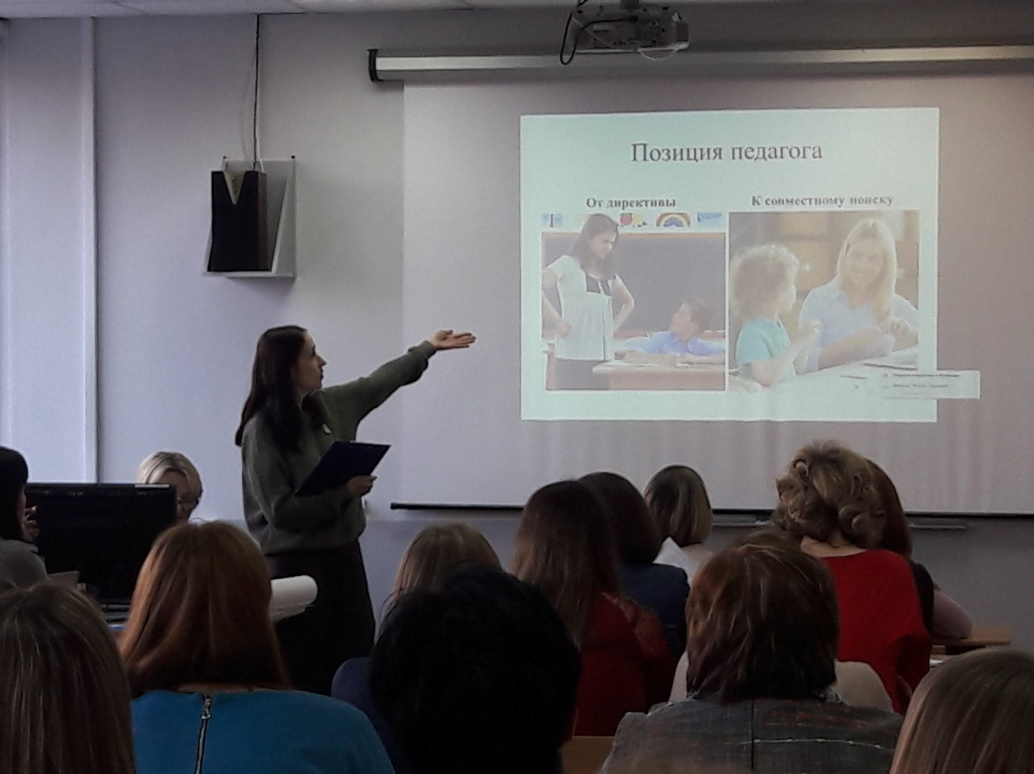 Позиция педагога
От директивы
К совместному поиску